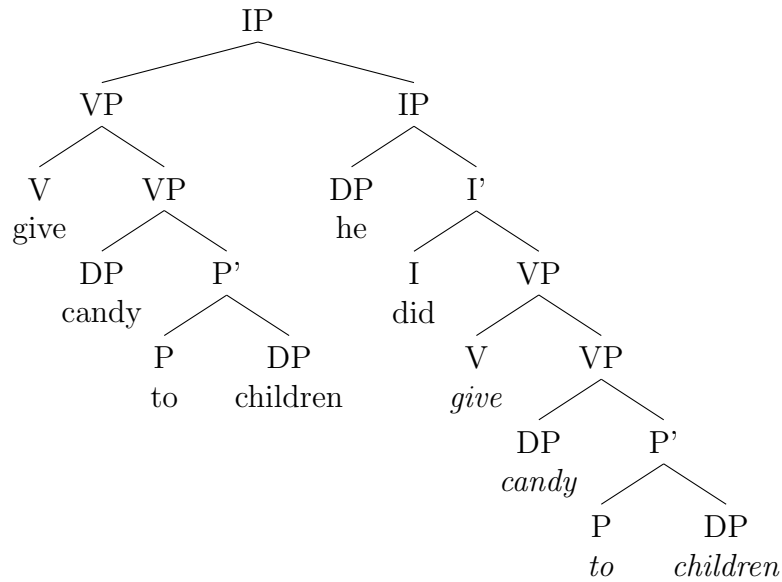 IP
VP IP
V VP DP I'
give he
DP P' I VP
candy did
P DP V VP
to children give
DP P'
candy
P DP
to children